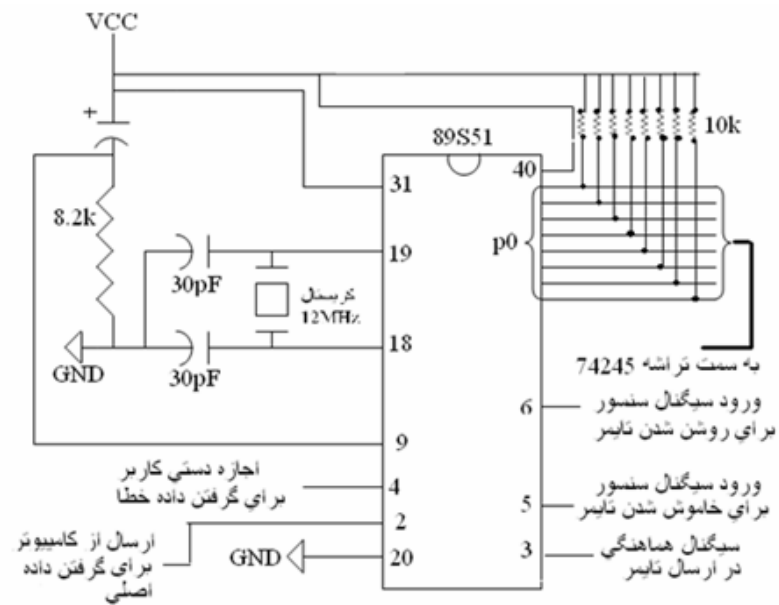 VCC
+
89S51
10k
40
31
8.2k
p0
19
30pF
کریستال
12MHz
18
GND
30pF
به سمت تراشه 74245
6
ورود سیگنال سنسور
برای روشن شدن تایمر
9
اجازه دستی کاربر
برای گرفتن داده خطا
4
5
ورود سیگنال سنسور
برای خاموش شدن تایمر
2
ارسال از کامپیوتر
برای گرفتن داده
اصلی
GND
20
3
سیگنال هماهنگی
در ارسال تایمر